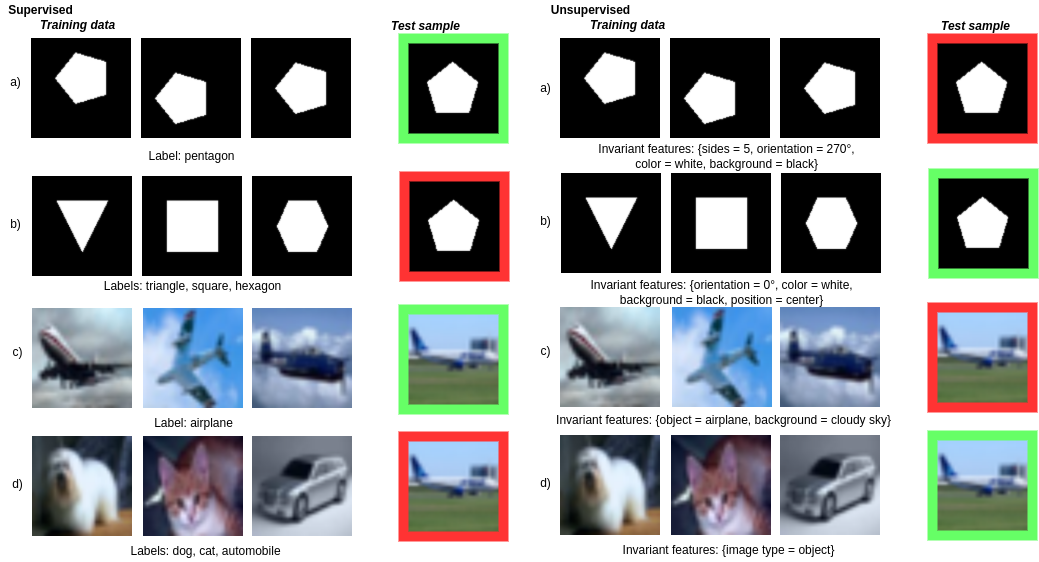 Supervised
Training data
Test sample
a)
Label: pentagon
b)
Labels: triangle, square, hexagon
c)
Label: airplane
d)
Labels: dog, cat, automobile
Unsupervised
Training data
Test sample
a)
Invariant features: {sides = 5, orientation = 270°,
color = white, background = black}
b)
Invariant features: {orientation = 0°, color = white,
background = black, position = center}
c)
Invariant features: {object = airplane, background = cloudy sky}
d)
Invariant features: {image type = object}